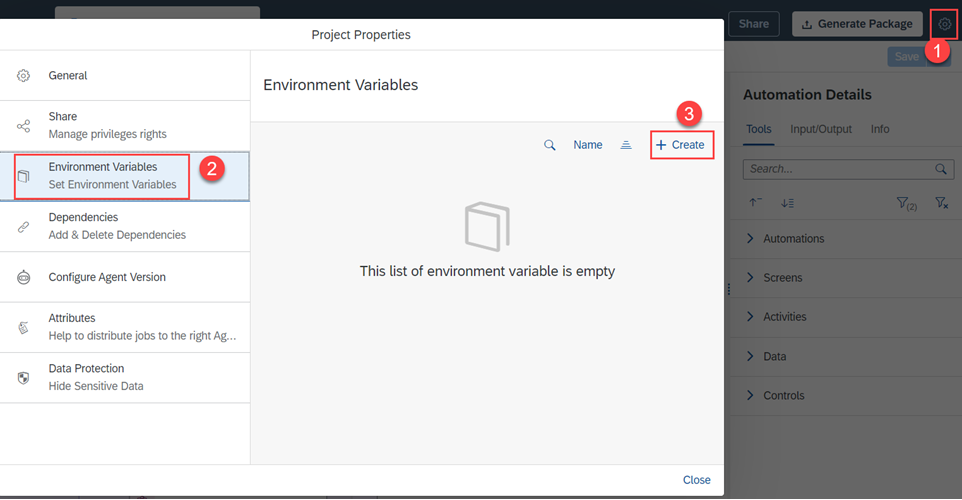 Project Properties
Share
Generate Package
1
General
Environment Variables
Save
Share
Manage privileges rights
Automation Details
3
Tools
Input/Output
Info
Name
Create
Environment Variables
Set Environment Variables
2
Search...
(2)
Dependencies
Add & Delete Dependencies
Automations
Configure Agent Version
This list of environment variable is empty
Screens
Attributes
Help to distribute jobs to the right Ag...
Activities
Data
Data Protection
Hide Sensitive Data
Controls
Close